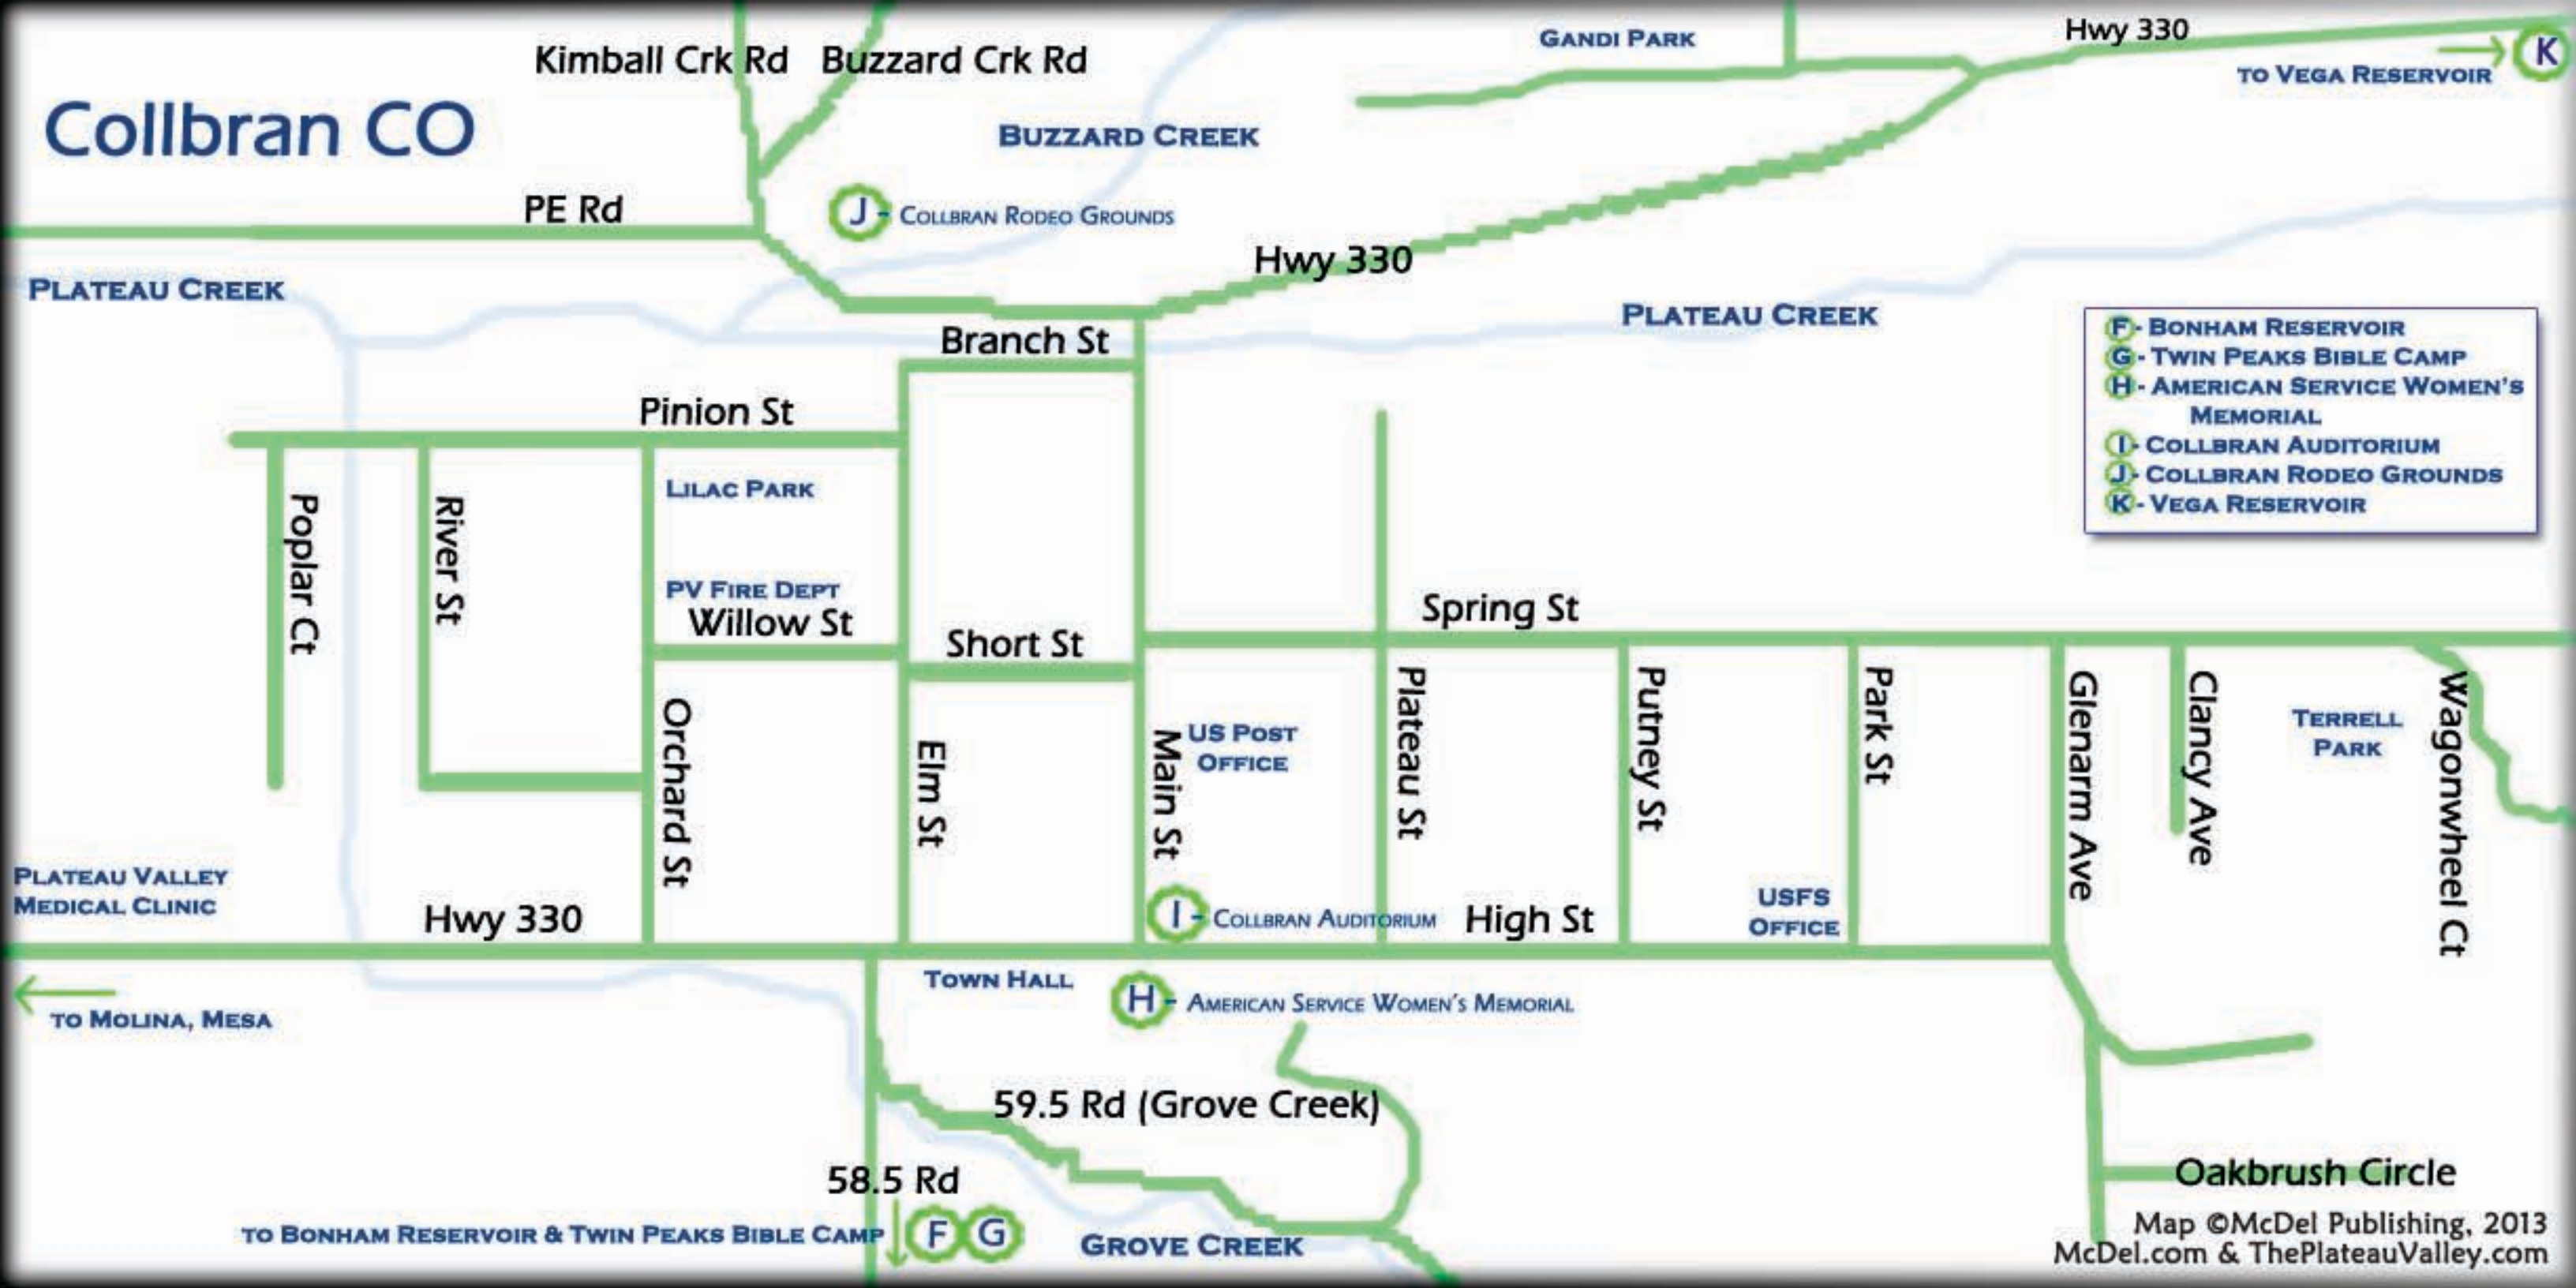 Kimball Crk Rd
Buzzard Crk Rd
Gandi Park
Hwy 330
to Vega Reservoir
K
Collbran CO
Buzzard Creek
PE Rd
J - Collbran Rodeo Grounds
Hwy 330
Plateau Creek
Plateau Creek
Branch St
F - Bonham Reservoir
G - Twin Peaks Bible Camp
H - American Service Women's
Memorial
I - Collbran Auditorium
J - Collbran Rodeo Grounds
K - Vega Reservoir
Pinion St
Lilac Park
Poplar Ct
River St
PV Fire Dept
Willow St
Short St
Spring St
Orchard St
Elm St
Main St
US Post
Office
Plateau St
Putney St
Park St
Glenarm Ave
Clancy Ave
Terrell
Park
Wagonwheel Ct
Plateau Valley
Medical Clinic
Hwy 330
I - Collbran Auditorium
High St
USFS
Office
to Molina, Mesa
Town Hall
H - American Service Women's Memorial
59.5 Rd (Grove Creek)
58.5 Rd
to Bonham Reservoir & Twin Peaks Bible Camp
F G
Grove Creek
Oakbrush Circle
Map ©McDel Publishing, 2013
McDel.com & ThePlateauValley.com